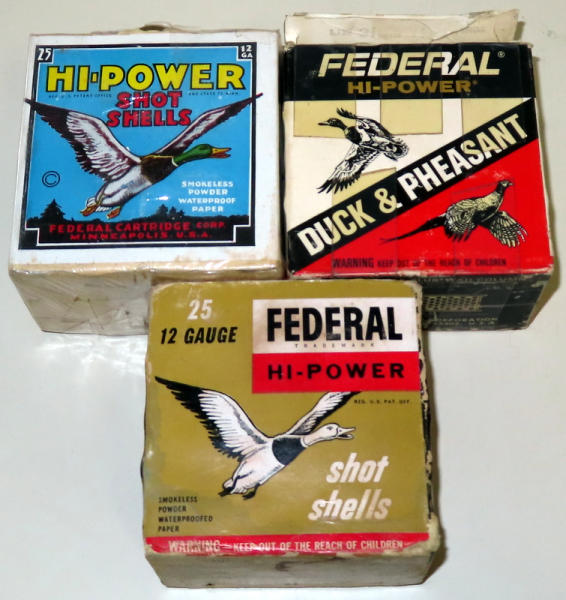 25
12 GA
HI-POWER
SHOT
SHELLS
SMOKELESS
POWDER
WATERPROOF
PAPER
©
FEDERAL CARTRIDGE CORP.
MINNEAPOLIS, U.S.A.
FEDERAL®
HI-POWER®
DUCK & PHEASANT
WARNING KEEP OUT OF THE REACH OF CHILDREN
25
12 GAUGE
FEDERAL
TRADEMARK
HI-POWER
REG. U.S. PAT. OFF.
shot
shells
SMOKELESS
POWDER
WATERPROOFED
PAPER
WARNING—KEEP OUT OF THE REACH OF CHILDREN